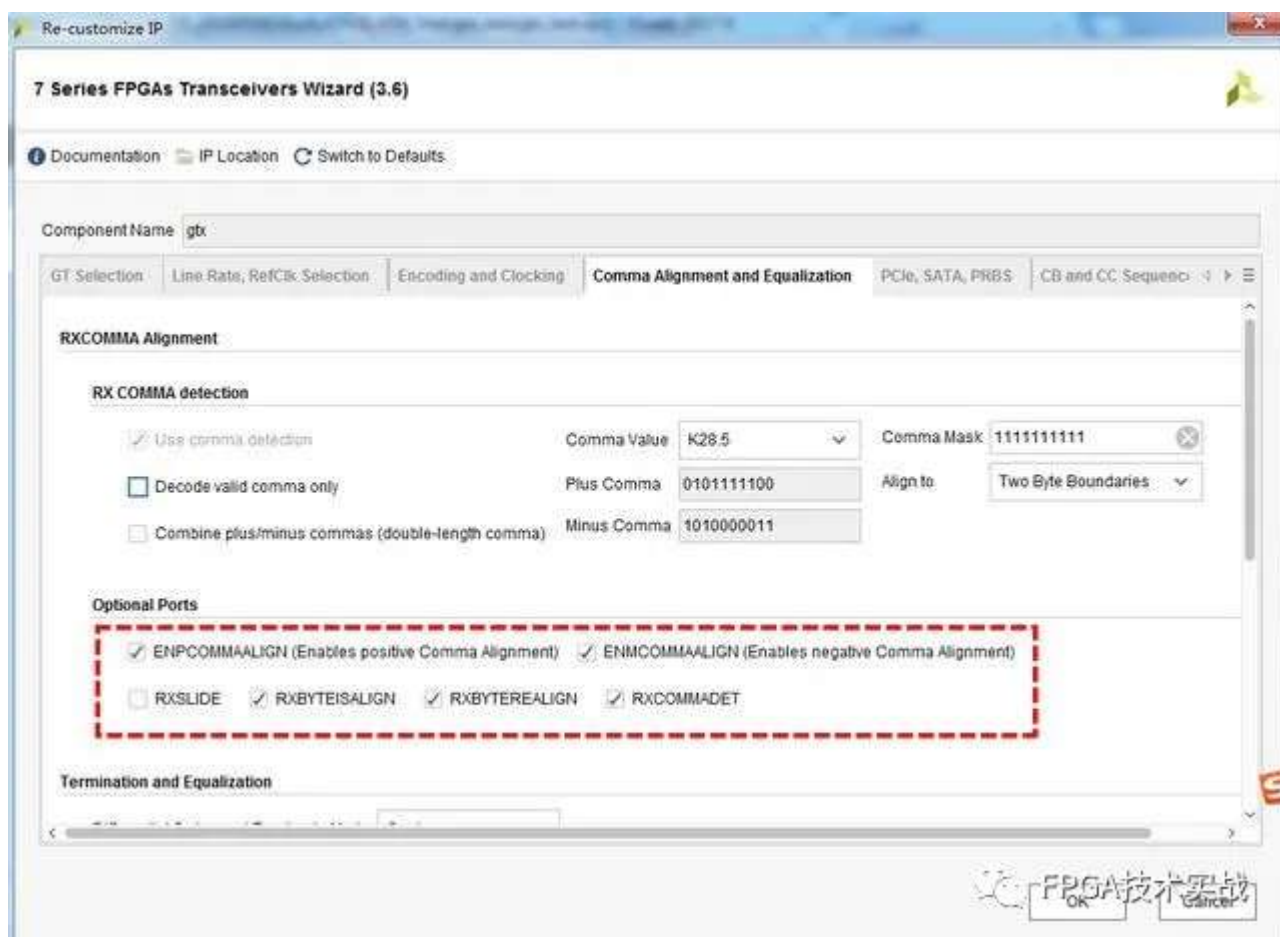 Re-customize IP
7 Series FPGAs Transceivers Wizard (3.6)
Documentation IP Location Switch to Defaults
Component Name gtx
GT Selection Line Rate, RefClk Selection Encoding and Clocking Comma Alignment and Equalization PCIe, SATA, PRBS CB and CC Sequenc
RXCOMMA Alignment
RX COMMA detection
Use comma detection Comma Value K28.5 Comma Mask 1111111111
Decode valid comma only Plus Comma 0101111100 Align to Two Byte Boundaries
Combine plus/minus commas (double-length comma) Minus Comma 1010000011
Optional Ports
ENPCOMMAALIGN (Enables positive Comma Alignment) ENMCOMMAALIGN (Enables negative Comma Alignment)
RXSLIDE RXBYTEISALIGN RXBYTEREALIGN RXCOMMADET
Termination and Equalization
FPGA技术实战
OK Cancel